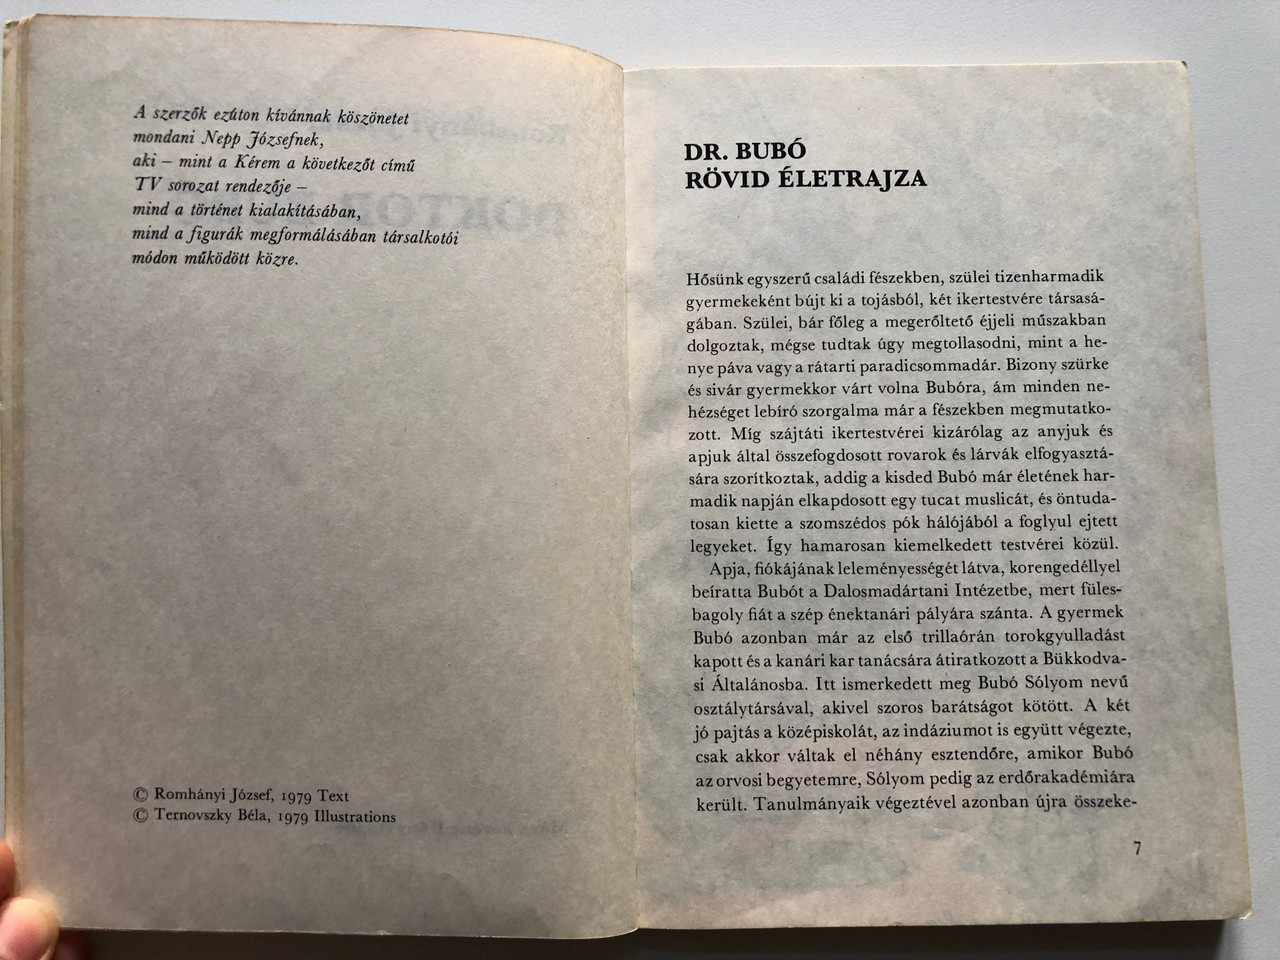 A szerzők ezúton kívánnak köszönetet
mondani Nepp Józsefnek,
aki – mint a Kérem a következőt című
TV sorozat rendezője –
mind a történet kialakításában,
mind a figurák megformálásában társalkotói
módon működött közre.
© Romhányi József, 1979 Text
© Ternovszky Béla, 1979 Illustrations
DR. BUBÓ
RÖVID ÉLETRAJZA
Hősünk egyszerű családi fészekben, szülei tizenharmadik
gyermekeként bújt ki a tojásból, két ikertestvére társasá-
gában. Szülei, bár főleg a megerőltető éjjeli műszakban
dolgoztak, mégse tudtak úgy megtollasodni, mint a he-
nye páva vagy a rátarti paradicsommadár. Bizony szürke
és sivár gyermekkor várt volna Bubóra, ám minden ne-
hézséget lebíró szorgalma már a fészekben megmutatko-
zott. Míg szájtáti ikertestvérei kizárólag az anyjuk és
apjuk által összefogdosott rovarok és lárvák elfogyasztá-
sára szorítkoztak, addig a kisded Bubó már életének har-
madik napján elkapdosott egy tucat muslicát, és öntuda-
tosan kiette a szomszédos pók hálójából a foglyul ejtett
legyeket. Így hamarosan kiemelkedett testvérei közül.
Apja, fiókájának leleményességét látva, korengedéllyel
beíratta Bubót a Dalosmadártani Intézetbe, mert füles-
bagoly fiát a szép énektanári pályára szánta. A gyermek
Bubó azonban már az első trillaórán torokgyulladást
kapott és a kanári kar tanácsára átiratkozott a Bükkodva-
si Általánosba. Itt ismerkedett meg Bubó Sólyom nevű
osztálytársával, akivel szoros barátságot kötött. A két
jó pajtás a középiskolát, az indáziumot is együtt végezte,
csak akkor váltak el néhány esztendőre, amikor Bubó
az orvosi begyetemre, Sólyom pedig az erdőrakadémiára
került. Tanulmányaik végeztével azonban újra összeke-
7